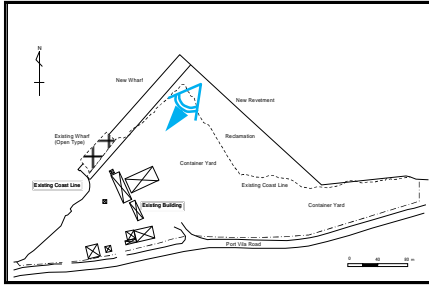 N
New Wharf
New Revetment
Existing Wharf
(Open Type)
Reclamation
Container Yard
Existing Coast Line
Existing Coast Line
Container Yard
Existing Building
Port Vila Road
0 40 80 m